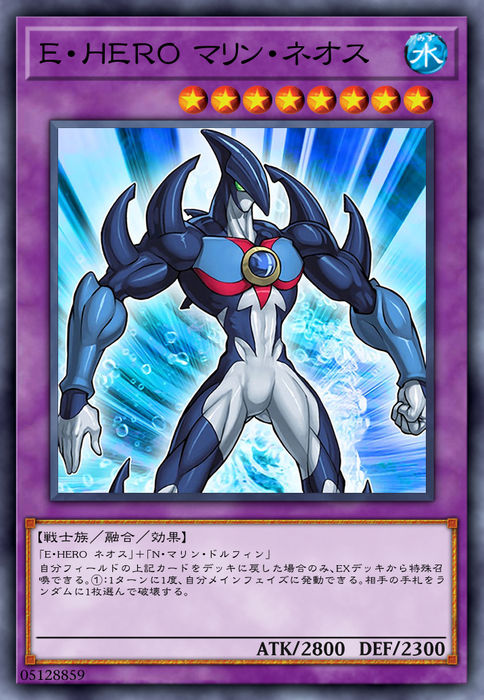 E・HERO マリン・ネオス
みず
水
【戦士族／融合／効果】
「E・HERO ネオス」＋「N・マリン・ドルフィン」
自分フィールドの上記カードをデッキに戻した場合のみ、EXデッキから特殊召
喚できる。①:1ターンに1度、自分メインフェイズに発動できる。相手の手札をラ
ンダムに1枚選んで破壊する。
ATK/2800 DEF/2300
05128859